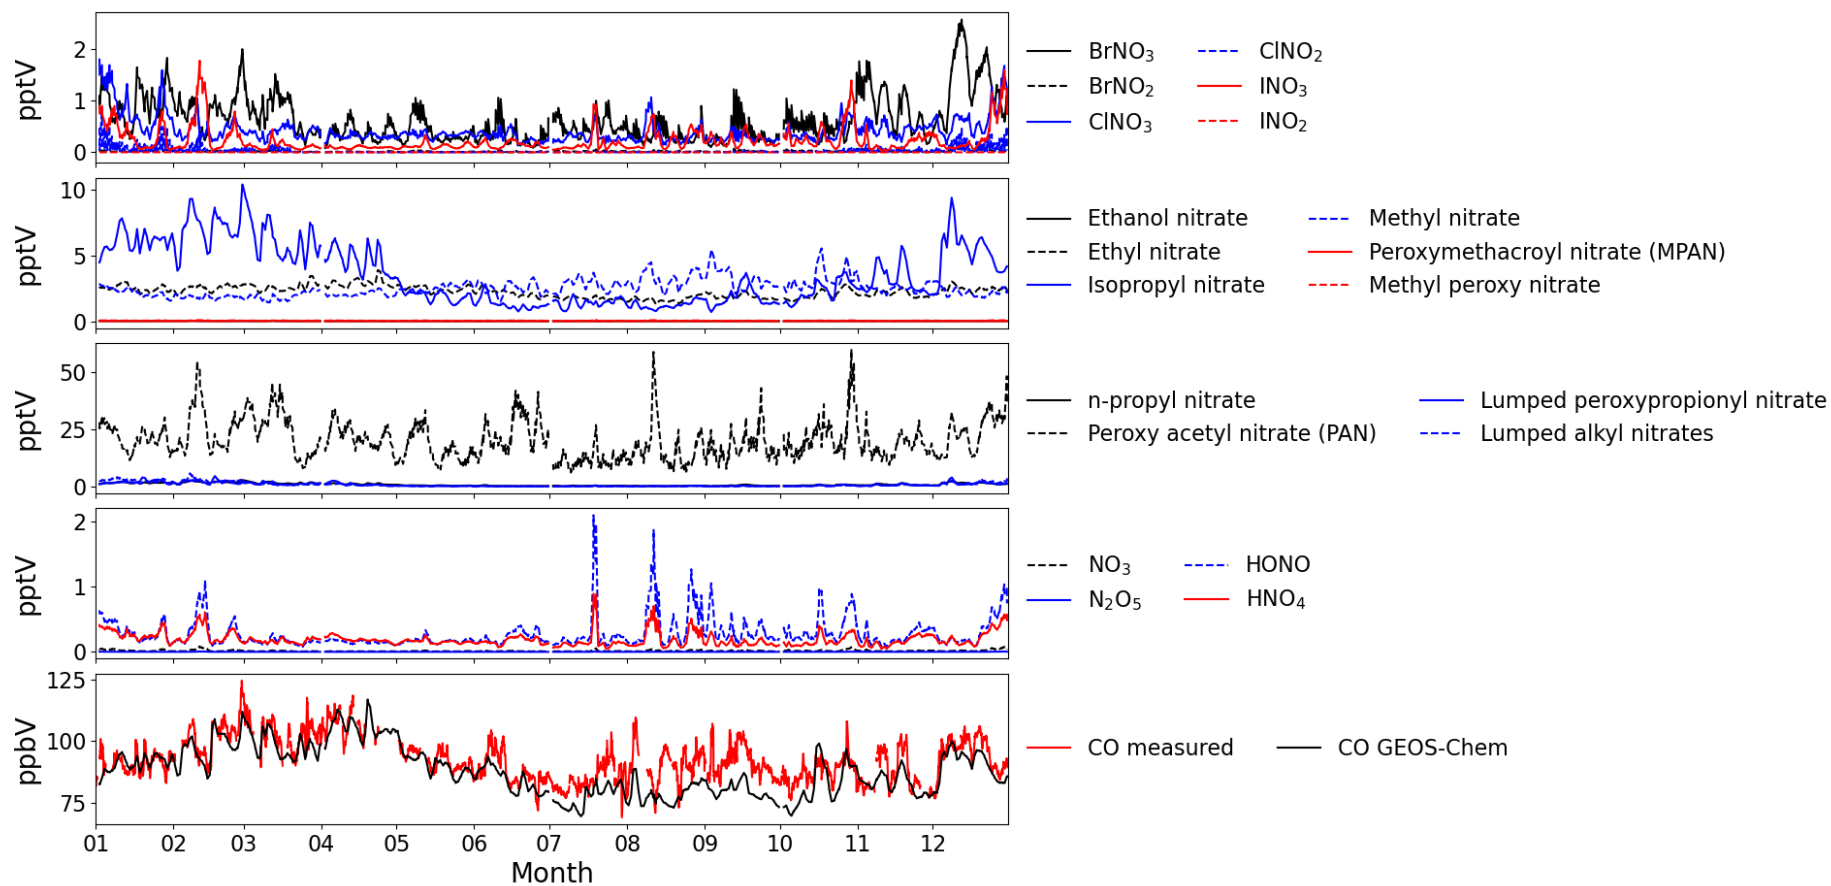 pptV
2
1
0
BrNO₃
ClNO₂
BrNO₂
INO₃
ClNO₃
INO₂
pptV
10
5
0
Ethanol nitrate
Methyl nitrate
Ethyl nitrate
Peroxymethacroyl nitrate (MPAN)
Isopropyl nitrate
Methyl peroxy nitrate
pptV
50
25
0
n-propyl nitrate
Lumped peroxypropionyl nitrate
Peroxy acetyl nitrate (PAN)
Lumped alkyl nitrates
pptV
2
1
0
NO₃
HONO
N₂O₅
HNO₄
ppbV
125
100
75
CO measured
CO GEOS-Chem
01 02 03 04 05 06 07 08 09 10 11 12
Month